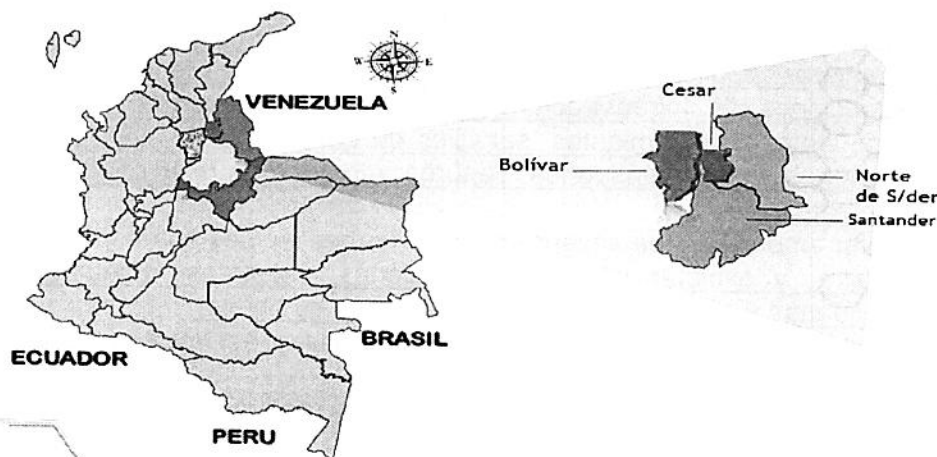 N
W E
S
VENEZUELA
Cesar
Bolívar
Norte
de S/der
Santander
BRASIL
ECUADOR
PERU